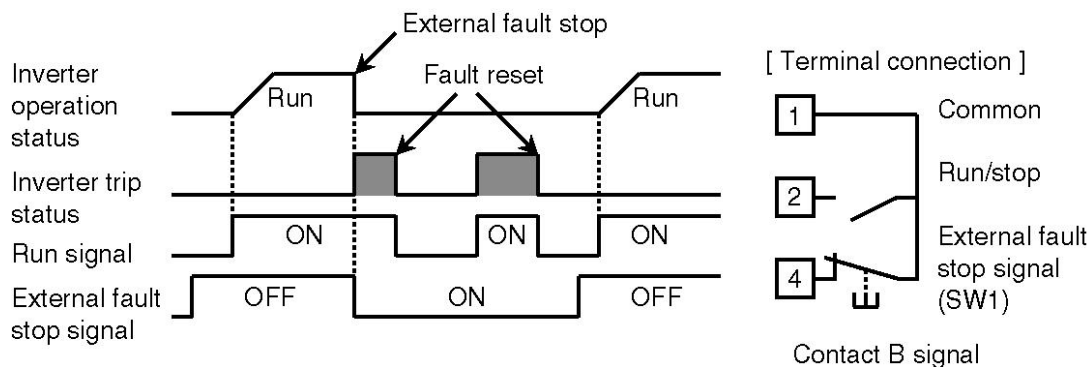 External fault stop
Fault reset
Inverter
operation
status
Run
Run
Inverter trip
status
Run signal
ON
ON
ON
External fault
stop signal
OFF
ON
OFF
[ Terminal connection ]
1
Common
2
Run/stop
4
External fault
stop signal
(SW1)
Contact B signal